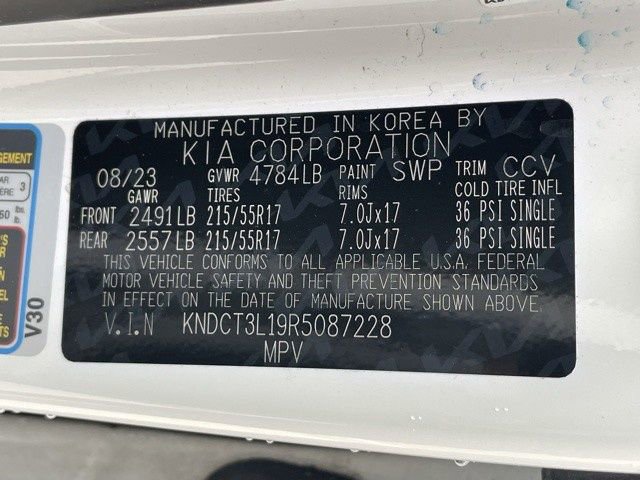 MANUFACTURED IN KOREA BY
KIA CORPORATION
08/23 GVWR 4784LB PAINT SWP TRIM CCV
GAWR TIRES RIMS COLD TIRE INFL
FRONT 2491LB 215/55R17 7.0Jx17 36 PSI SINGLE
REAR 2557LB 215/55R17 7.0Jx17 36 PSI SINGLE
THIS VEHICLE CONFORMS TO ALL APPLICABLE U.S.A. FEDERAL
MOTOR VEHICLE SAFETY AND THEFT PREVENTION STANDARDS
IN EFFECT ON THE DATE OF MANUFACTURE SHOWN ABOVE.
V.I.N KNDCT3L19R5087228
MPV
V30
3
lbs.